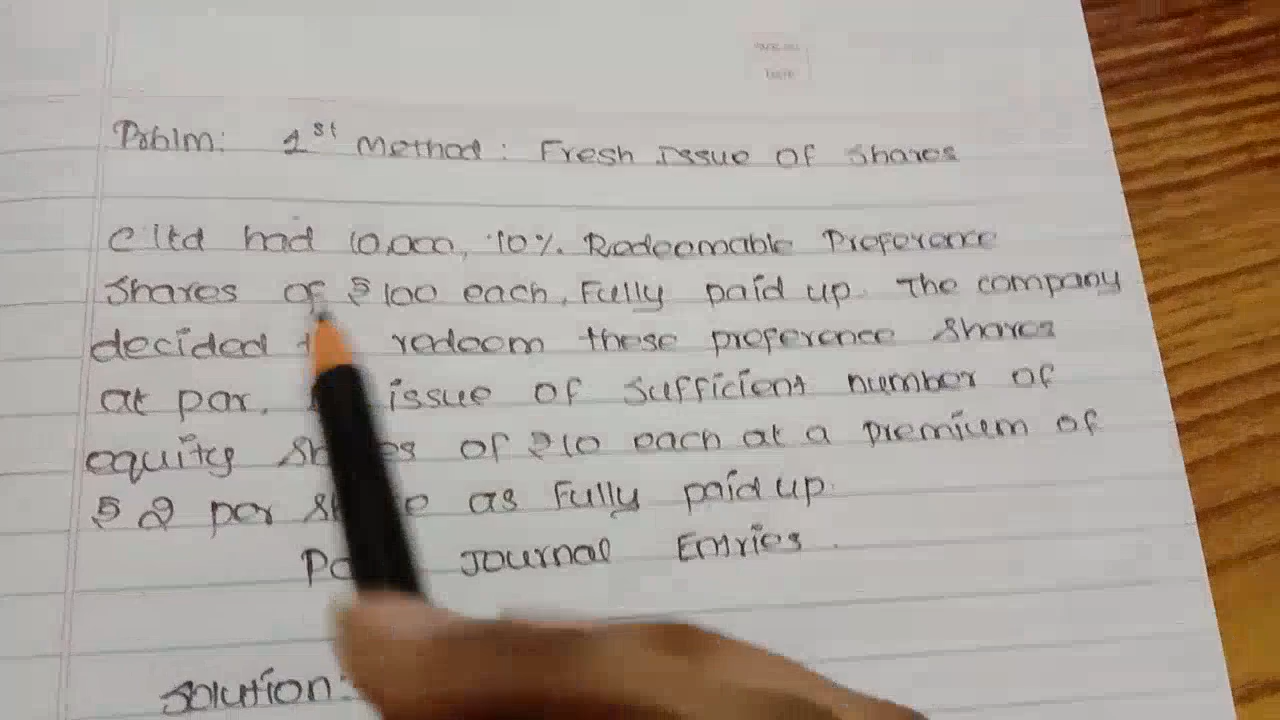 Problm: 1st Method: Fresh issue of shares
C ltd had 10,000, 10% Redeemable Preference
Shares of ₹100 each, Fully paid up. The company
decided redeem these preference shares
at par. issue of sufficient number of
equity of ₹10 each at a premium of
₹ 2 per as Fully paid up.
Journal Entries.
Solution: